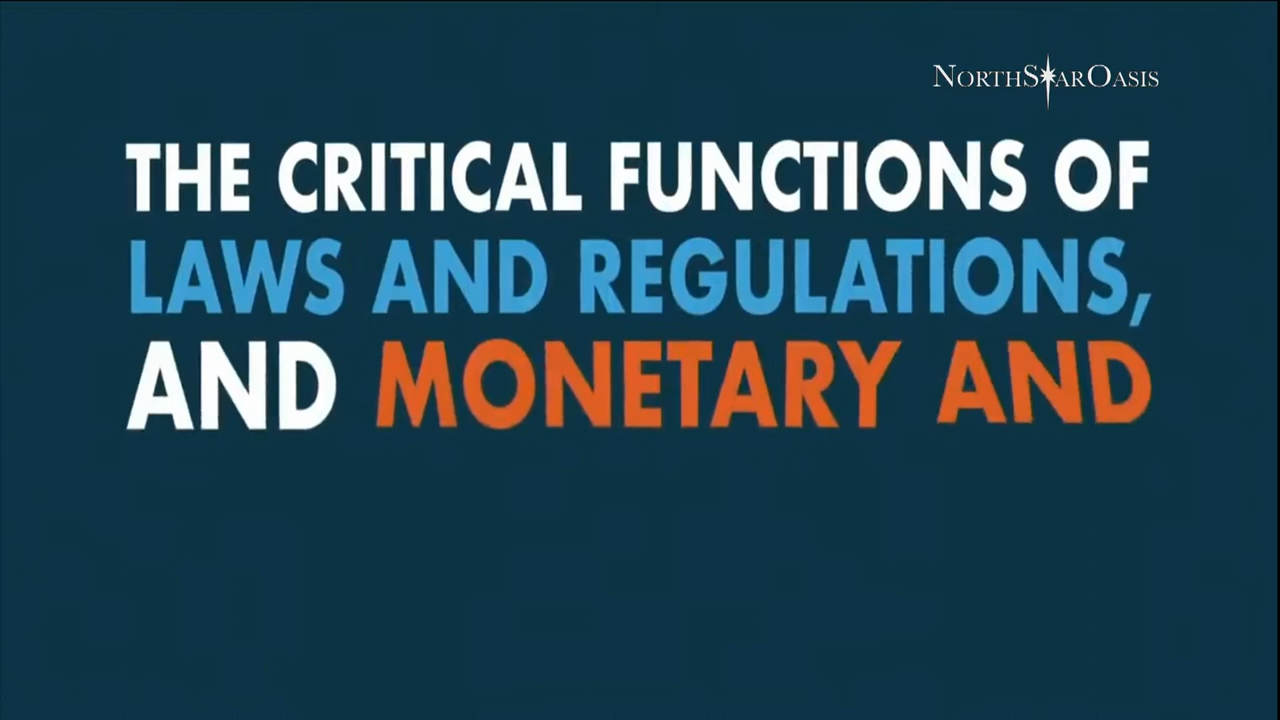 NORTHSTAROASIS
THE CRITICAL FUNCTIONS OF
LAWS AND REGULATIONS,
AND MONETARY AND